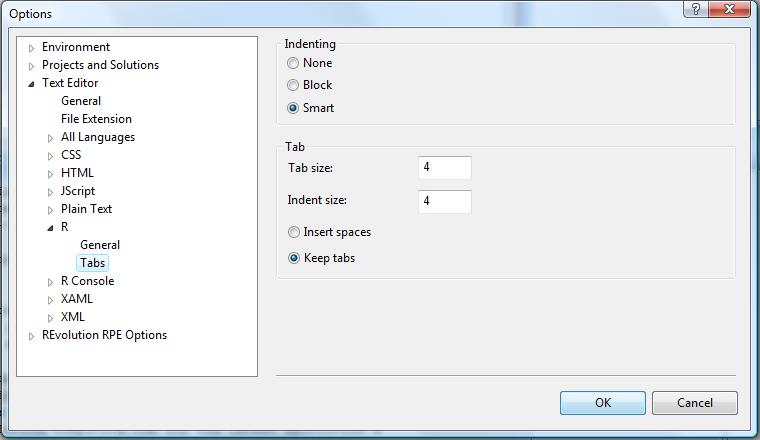 Options
?
Environment
Projects and Solutions
Text Editor
General
File Extension
All Languages
CSS
HTML
JScript
Plain Text
R
General
Tabs
R Console
XAML
XML
REvolution RPE Options
Indenting
None
Block
Smart
Tab
Tab size: 4
Indent size: 4
Insert spaces
Keep tabs
OK Cancel